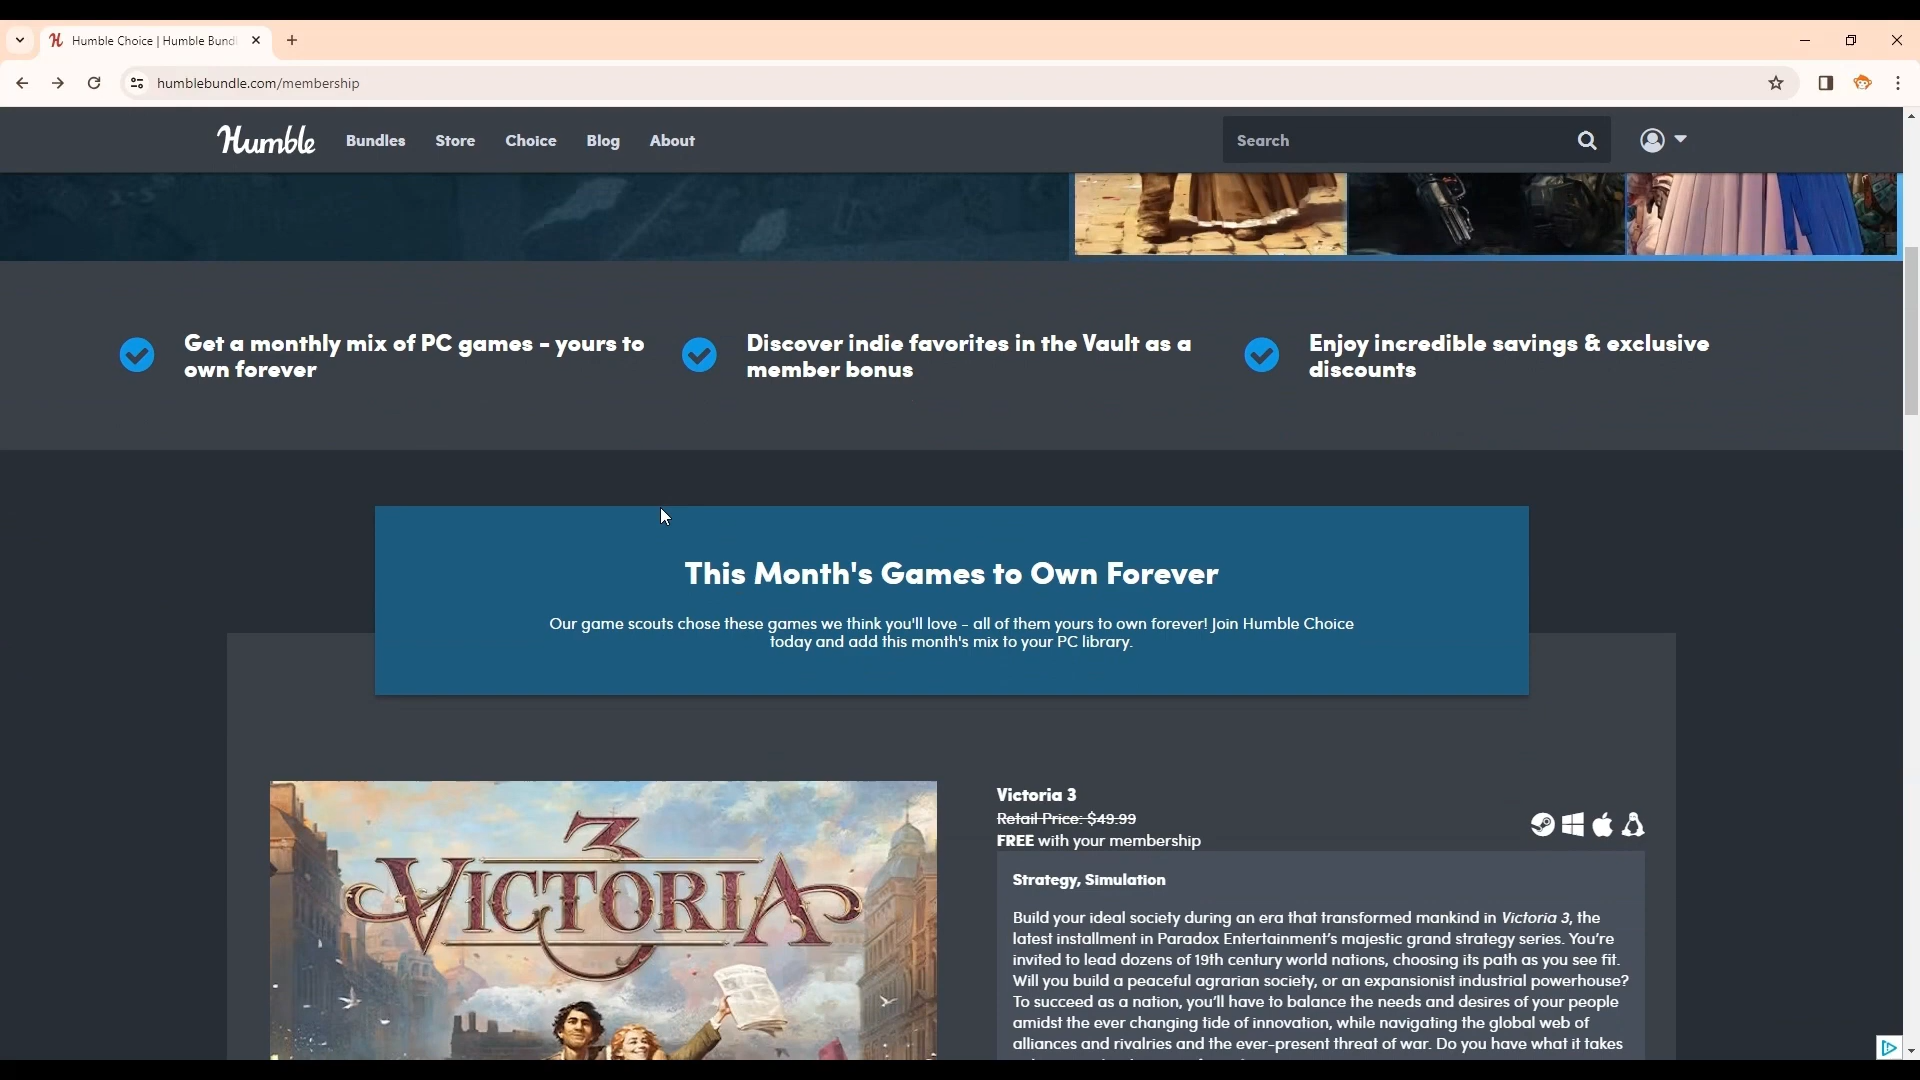 Humble Choice | Humble Bund
humblebundle.com/membership
Humble
Bundles
Store
Choice
Blog
About
Search
Get a monthly mix of PC games - yours to
own forever
Discover indie favorites in the Vault as a
member bonus
Enjoy incredible savings & exclusive
discounts
This Month's Games to Own Forever
Our game scouts chose these games we think you'll love - all of them yours to own forever! Join Humble Choice
today and add this month's mix to your PC library.
3
VICTORIA
Victoria 3
Retail Price: $49.99
FREE with your membership
Strategy, Simulation
Build your ideal society during an era that transformed mankind in Victoria 3, the
latest installment in Paradox Entertainment's majestic grand strategy series. You're
invited to lead dozens of 19th century world nations, choosing its path as you see fit.
Will you build a peaceful agrarian society, or an expansionist industrial powerhouse?
To succeed as a nation, you'll have to balance the needs and desires of your people
amidst the ever changing tide of innovation, while navigating the global web of
alliances and rivalries and the ever-present threat of war. Do you have what it takes